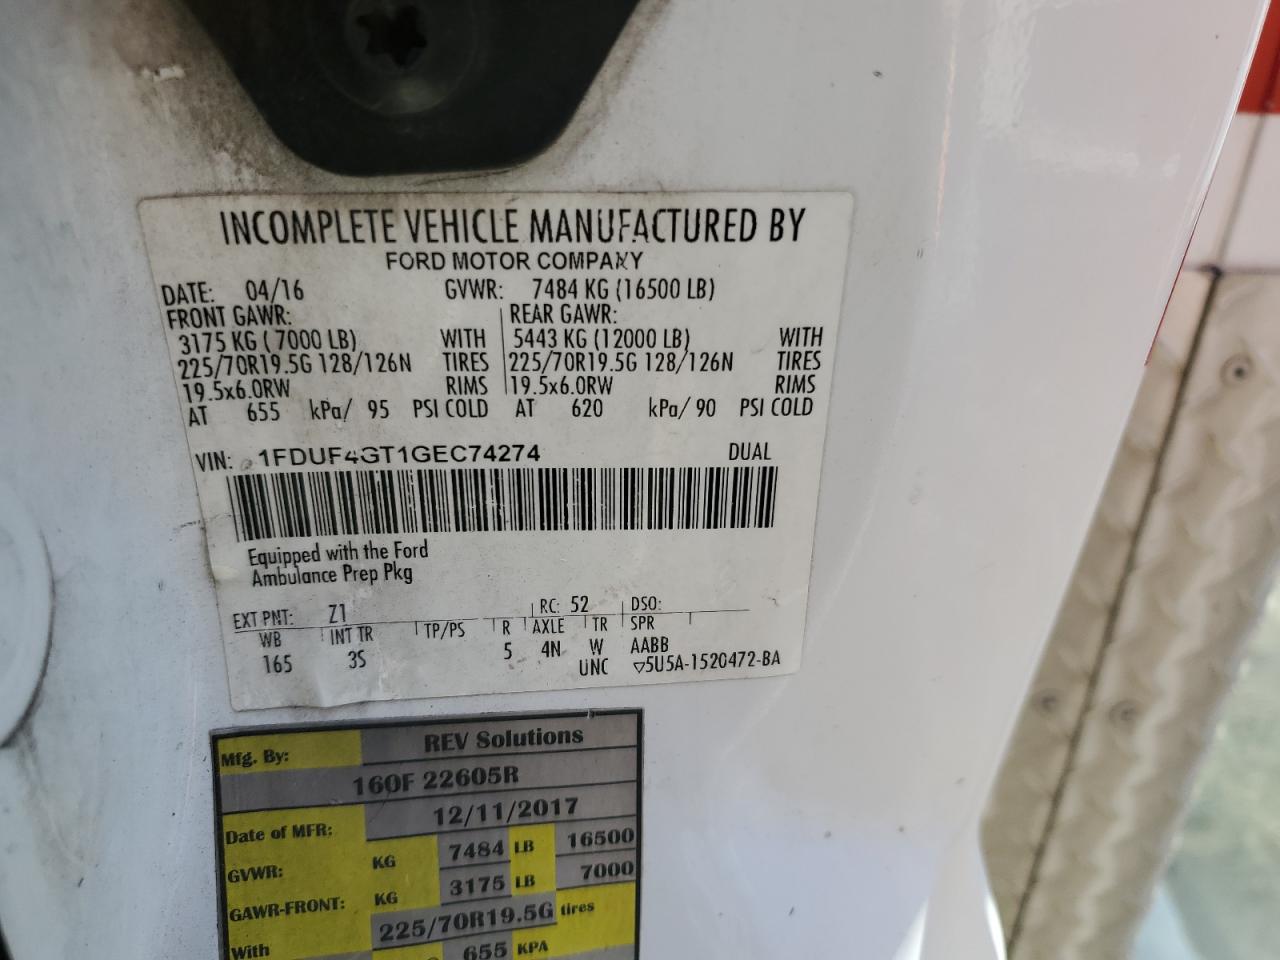 INCOMPLETE VEHICLE MANUFACTURED BY
FORD MOTOR COMPANY
DATE: 04/16 GVWR: 7484 KG (16500 LB)
FRONT GAWR: REAR GAWR:
3175 KG ( 7000 LB) WITH 5443 KG (12000 LB) WITH
225/70R19.5G 128/126N TIRES 225/70R19.5G 128/126N TIRES
19.5x6.0RW RIMS 19.5x6.0RW RIMS
AT 655 kPa/ 95 PSI COLD AT 620 kPa/ 90 PSI COLD
VIN: 1FDUF4GT1GEC74274 DUAL
Equipped with the Ford
Ambulance Prep Pkg
EXT PNT: Z1 RC: 52 DSO:
WB INT TR TP/PS R AXLE TR SPR
165 3S 5 4N W AABB
UNC ▽5U5A-1520472-BA
Mfg. By: REV Solutions
160F 22605R
Date of MFR: 12/11/2017
GVWR: KG 7484 LB 16500
GAWR-FRONT: KG 3175 LB 7000
With 225/70R19.5G tires
655 KPA